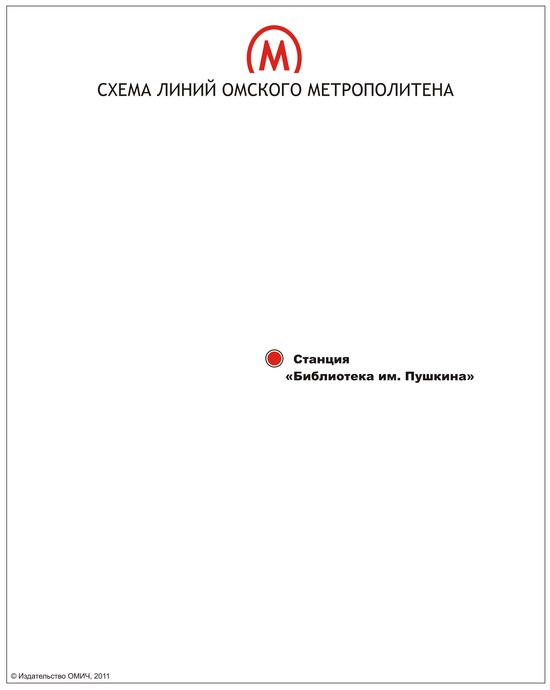 М
СХЕМА ЛИНИЙ ОМСКОГО МЕТРОПОЛИТЕНА
Станция
«Библиотека им. Пушкина»
© Издательство ОМИЧ, 2011